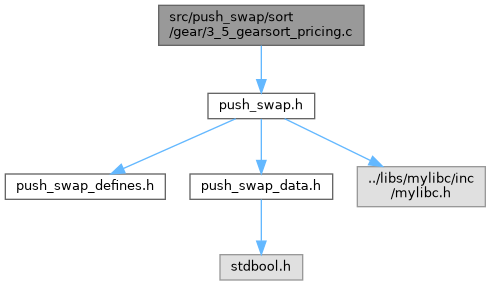 src/push_swap/sort
/gear/3_5_gearsort_pricing.c
push_swap.h
push_swap_defines.h
push_swap_data.h
../libs/mylibc/inc
/mylibc.h
stdbool.h